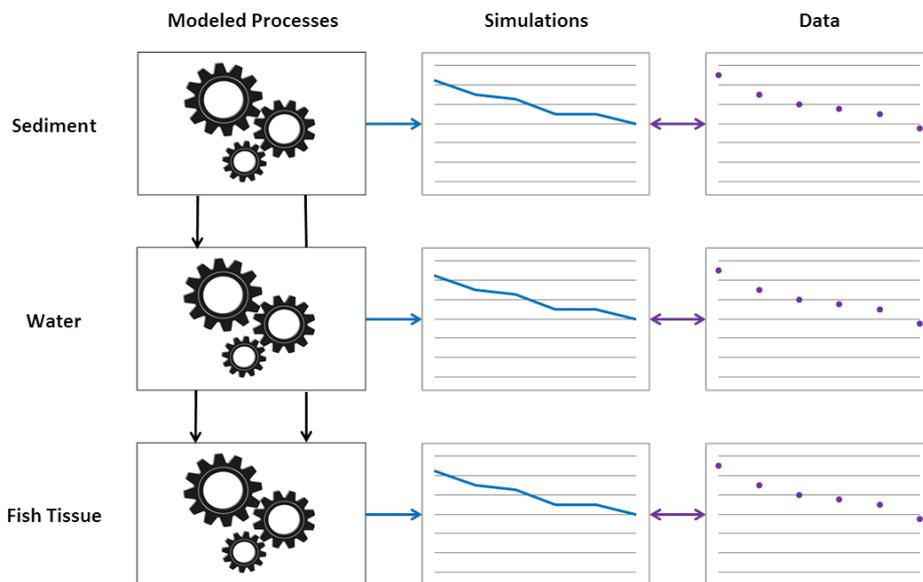 Modeled Processes
Simulations
Data
Sediment
Water
Fish Tissue